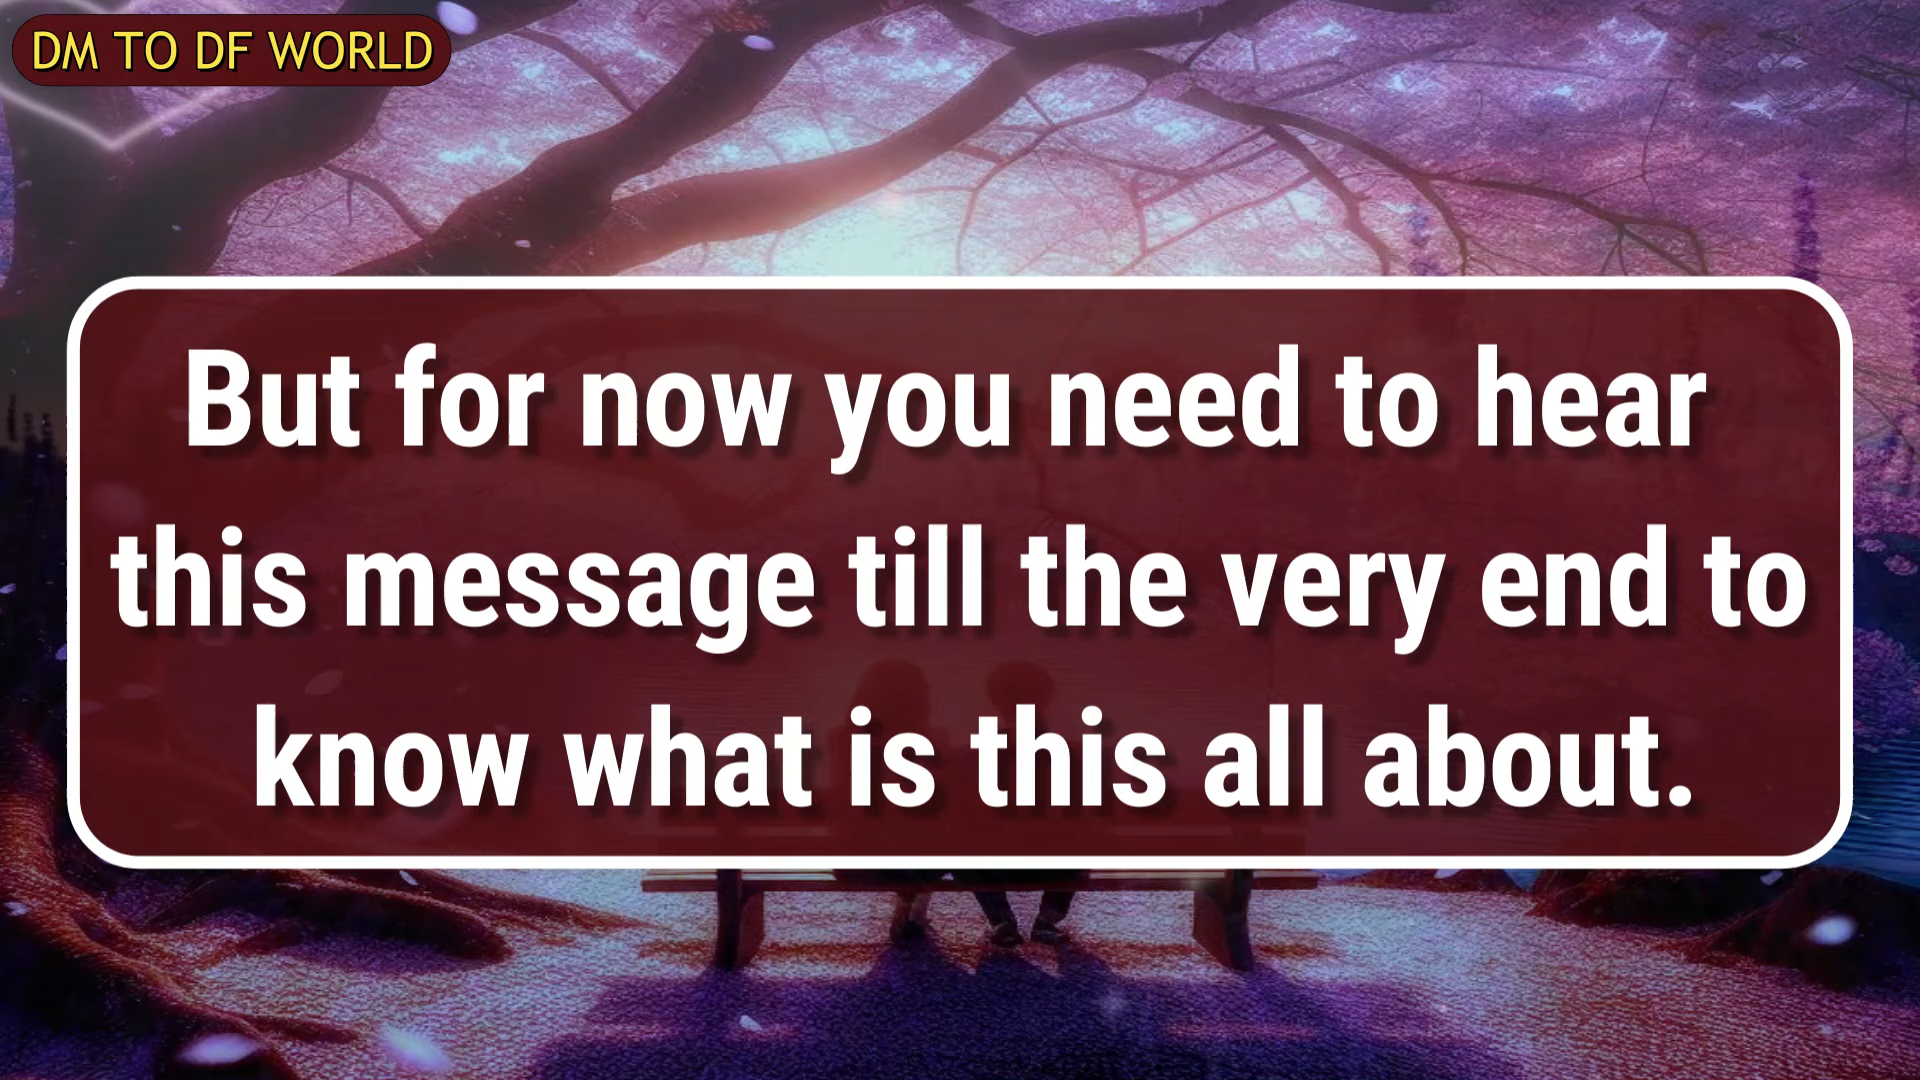 DM TO DF WORLD
But for now you need to hear
this message till the very end to
know what is this all about.